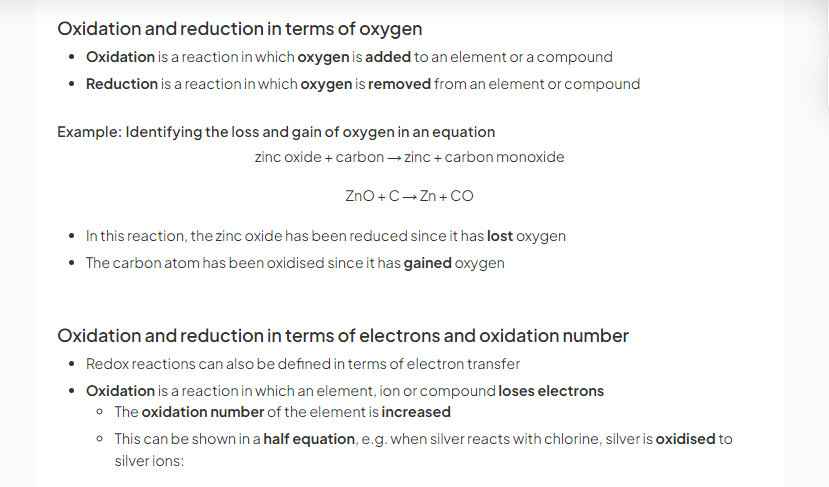 Oxidation and reduction in terms of oxygen
• Oxidation is a reaction in which oxygen is added to an element or a compound
• Reduction is a reaction in which oxygen is removed from an element or compound
Example: Identifying the loss and gain of oxygen in an equation
zinc oxide + carbon → zinc + carbon monoxide
ZnO + C → Zn + CO
• In this reaction, the zinc oxide has been reduced since it has lost oxygen
• The carbon atom has been oxidised since it has gained oxygen
Oxidation and reduction in terms of electrons and oxidation number
• Redox reactions can also be defined in terms of electron transfer
• Oxidation is a reaction in which an element, ion or compound loses electrons
○ The oxidation number of the element is increased
○ This can be shown in a half equation, e.g. when silver reacts with chlorine, silver is oxidised to
silver ions: